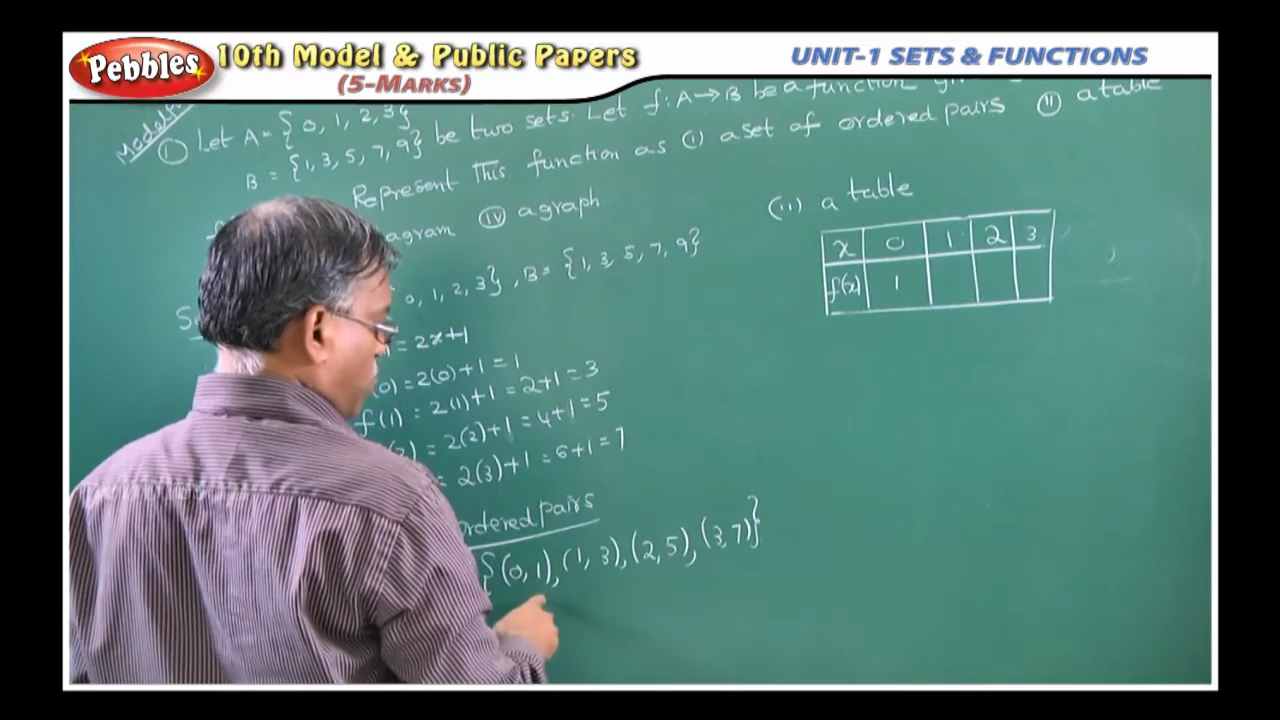 Pebbles
10th Model & Public Papers
(5-MARKS)
UNIT-1 SETS & FUNCTIONS
① Let A = {0, 1, 2, 3}
B = {1, 3, 5, 7, 9} be two sets. Let f: A→B be a function
Represent This function as (i) a set of ordered pairs (ii) a table
agram (iv) a graph
0, 1, 2, 3}, B = {1, 3, 5, 7, 9}
= 2x+1
(0) = 2(0)+1 = 1
f(1) = 2(1)+1 = 2+1 = 3
= 2(2)+1 = 4+1 = 5
= 2(3)+1 = 6+1 = 7
ordered pairs
{(0, 1), (1, 3), (2, 5), (3, 7)}
(ii) a table
x 0 1 2 3
f(x) 1